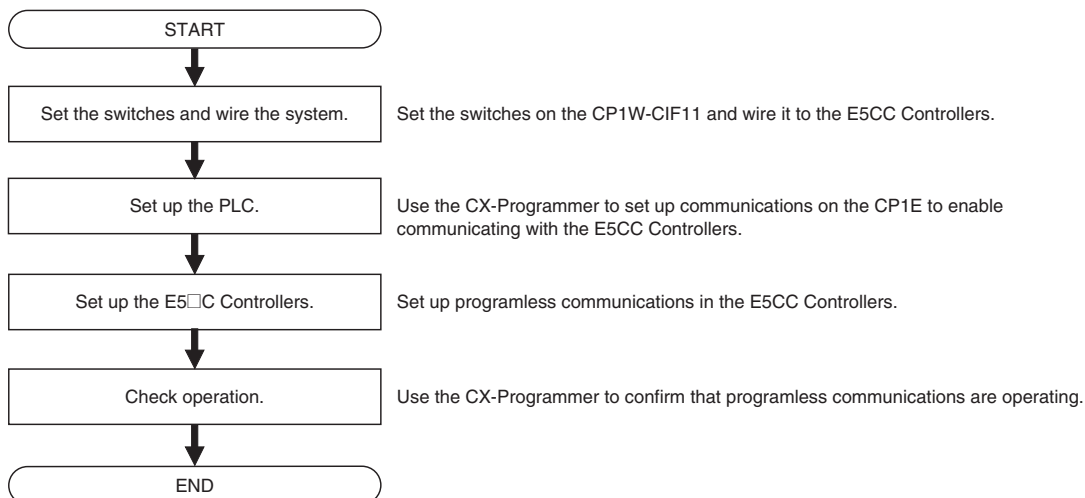 START
Set the switches and wire the system.
Set the switches on the CP1W-CIF11 and wire it to the E5CC Controllers.
Set up the PLC.
Use the CX-Programmer to set up communications on the CP1E to enable
communicating with the E5CC Controllers.
Set up the E5□C Controllers.
Set up programless communications in the E5CC Controllers.
Check operation.
Use the CX-Programmer to confirm that programless communications are operating.
END